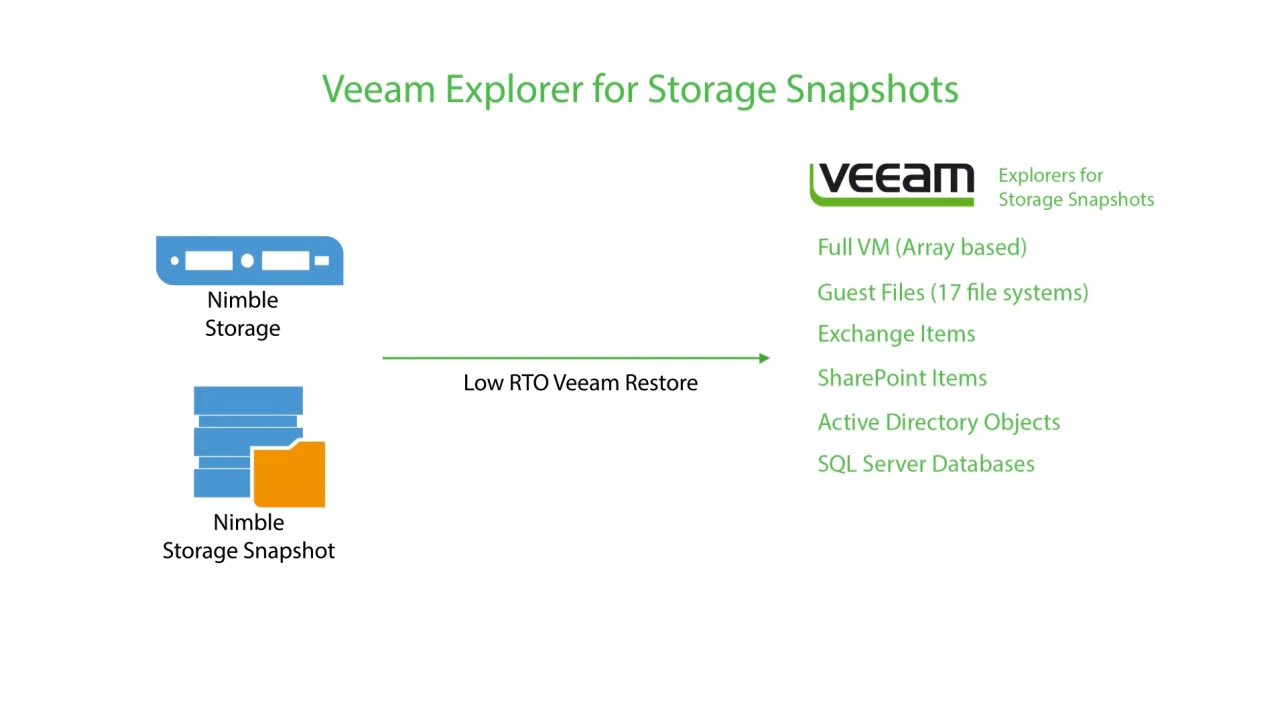 Veeam Explorer for Storage Snapshots
Nimble
Storage
Nimble
Storage Snapshot
Low RTO Veeam Restore
veeam
Explorers for
Storage Snapshots
Full VM (Array based)
Guest Files (17 file systems)
Exchange Items
SharePoint Items
Active Directory Objects
SQL Server Databases